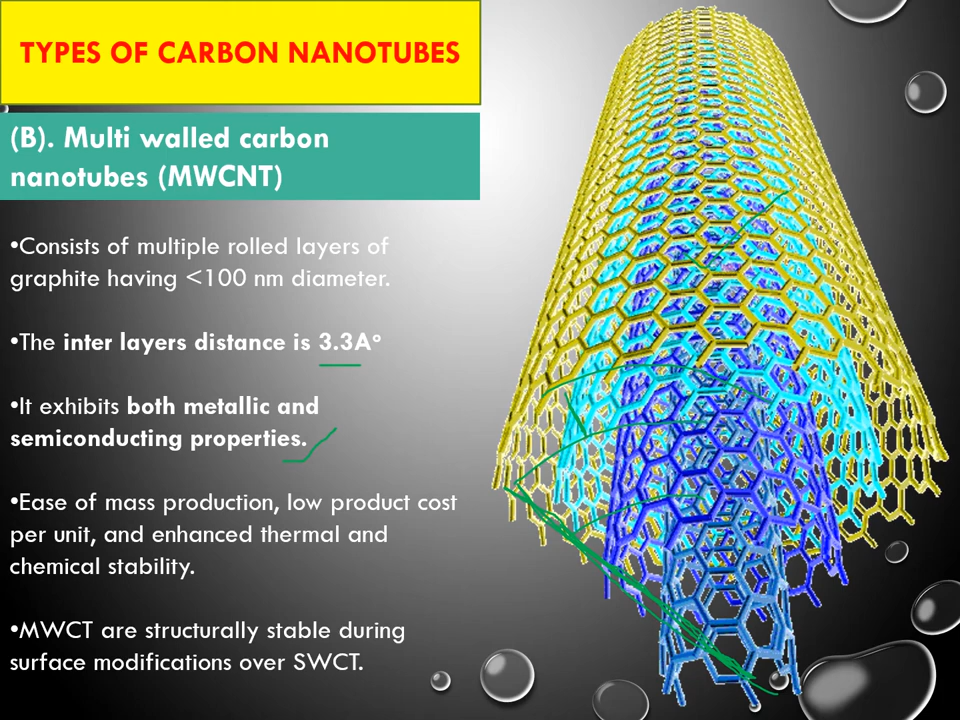 TYPES OF CARBON NANOTUBES
(B). Multi walled carbon
nanotubes (MWCNT)
•Consists of multiple rolled layers of
graphite having <100 nm diameter.
•The inter layers distance is 3.3A°
•It exhibits both metallic and
semiconducting properties.
•Ease of mass production, low product cost
per unit, and enhanced thermal and
chemical stability.
•MWCT are structurally stable during
surface modifications over SWCT.